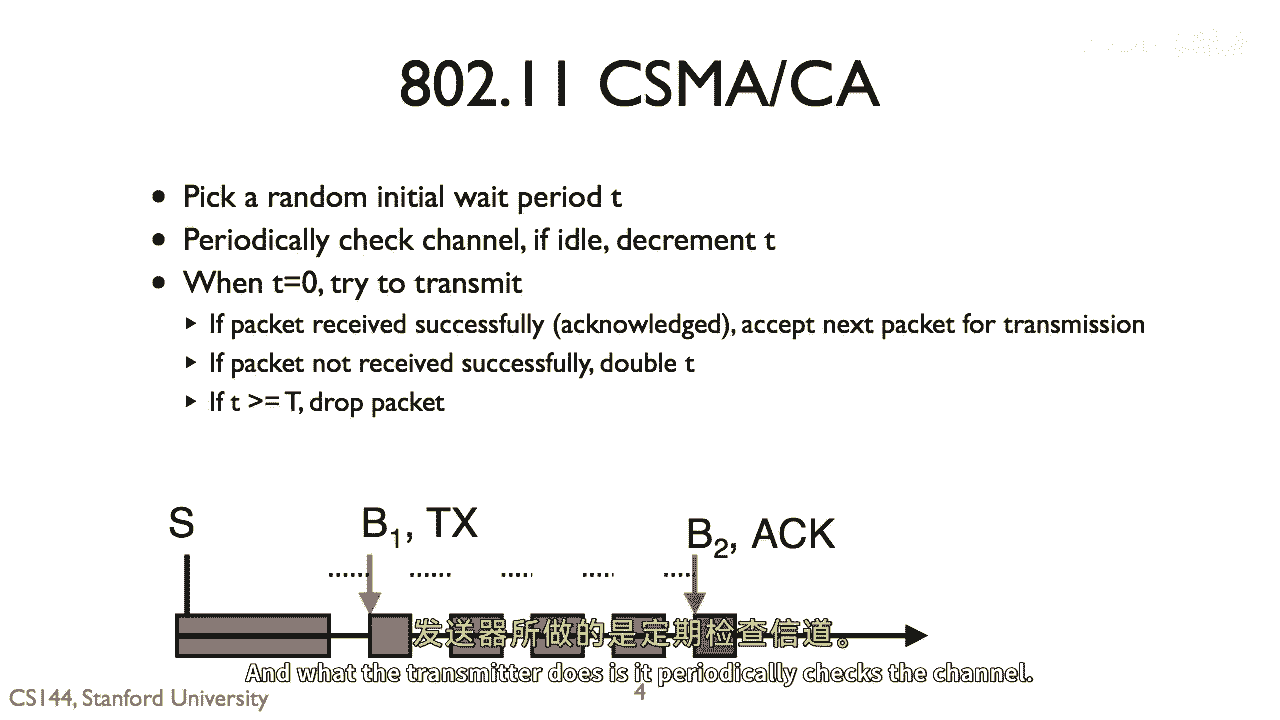 802.11 CSMA/CA
• Pick a random initial wait period t
• Periodically check channel, if idle, decrement t
• When t=0, try to transmit
‣ If packet received successfully (acknowledged), accept next packet for transmission
‣ If packet not received successfully, double t
‣ If t >= T, drop packet
S B₁, TX B₂, ACK
发送器所做的是定期检查信道。
And what the transmitter does is it periodically checks the channel.
CS144, Stanford University 4